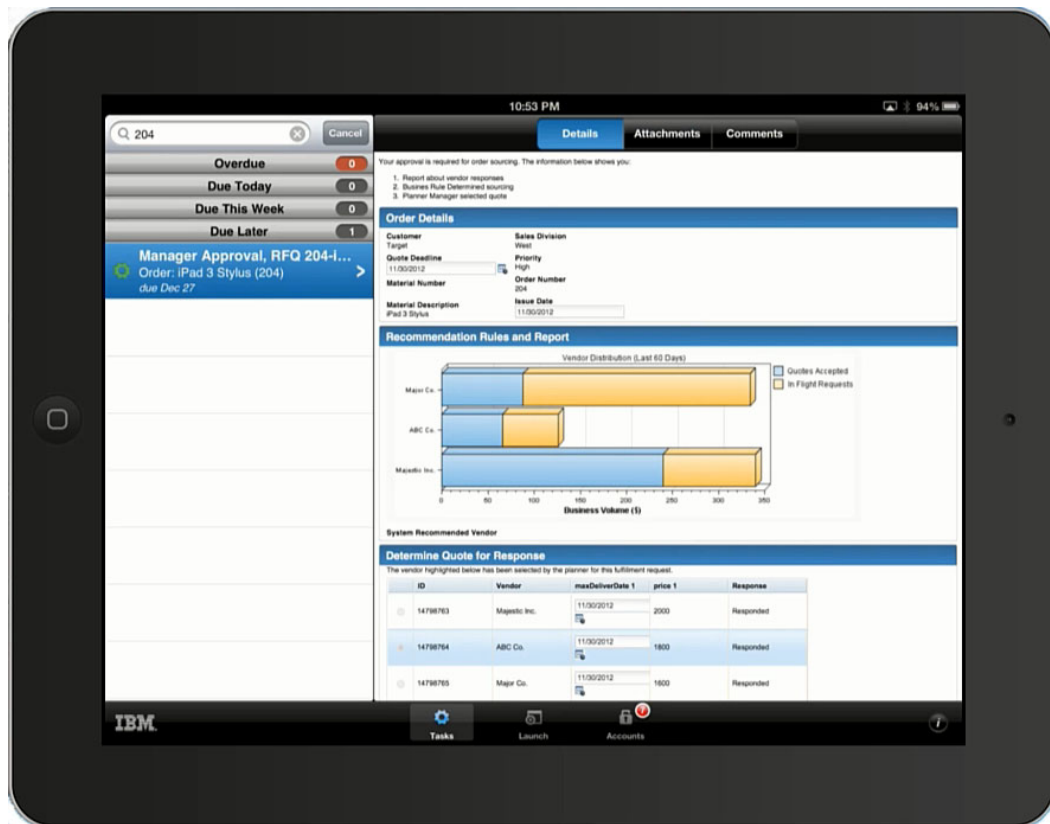 10:53 PM
94%
204
Cancel
Overdue 0
Due Today 0
Due This Week 0
Due Later 1
Manager Approval, RFQ 204-i...
Order: iPad 3 Stylus (204)
due Dec 27
Details Attachments Comments
Your approval is required for order sourcing. The information below shows you:
1. Report about vendor responses
2. Busines Rule Determined sourcing
3. Planner Manager selected quote
Order Details
Customer Sales Division
Target West
Quote Deadline Priority
11/30/2012 High
Material Number Order Number
204
Material Description Issue Date
iPad 3 Stylus 11/30/2012
Recommendation Rules and Report
Vendor Distribution (Last 60 Days)
Quotes Accepted
In Flight Requests
Major Co.
ABC Co.
Majestic Inc.
0 50 100 150 200 250 300 350
Business Volume ($)
System Recommended Vendor
Determine Quote for Response
The vendor highlighted below has been selected by the planner for this fulfillment request.
ID Vendor maxDeliverDate 1 price 1 Response
14798763 Majestic Inc. 11/30/2012 2000 Responded
14798764 ABC Co. 11/30/2012 1800 Responded
14798765 Major Co. 11/30/2012 1600 Responded
IBM.
Tasks Launch Accounts
7
i